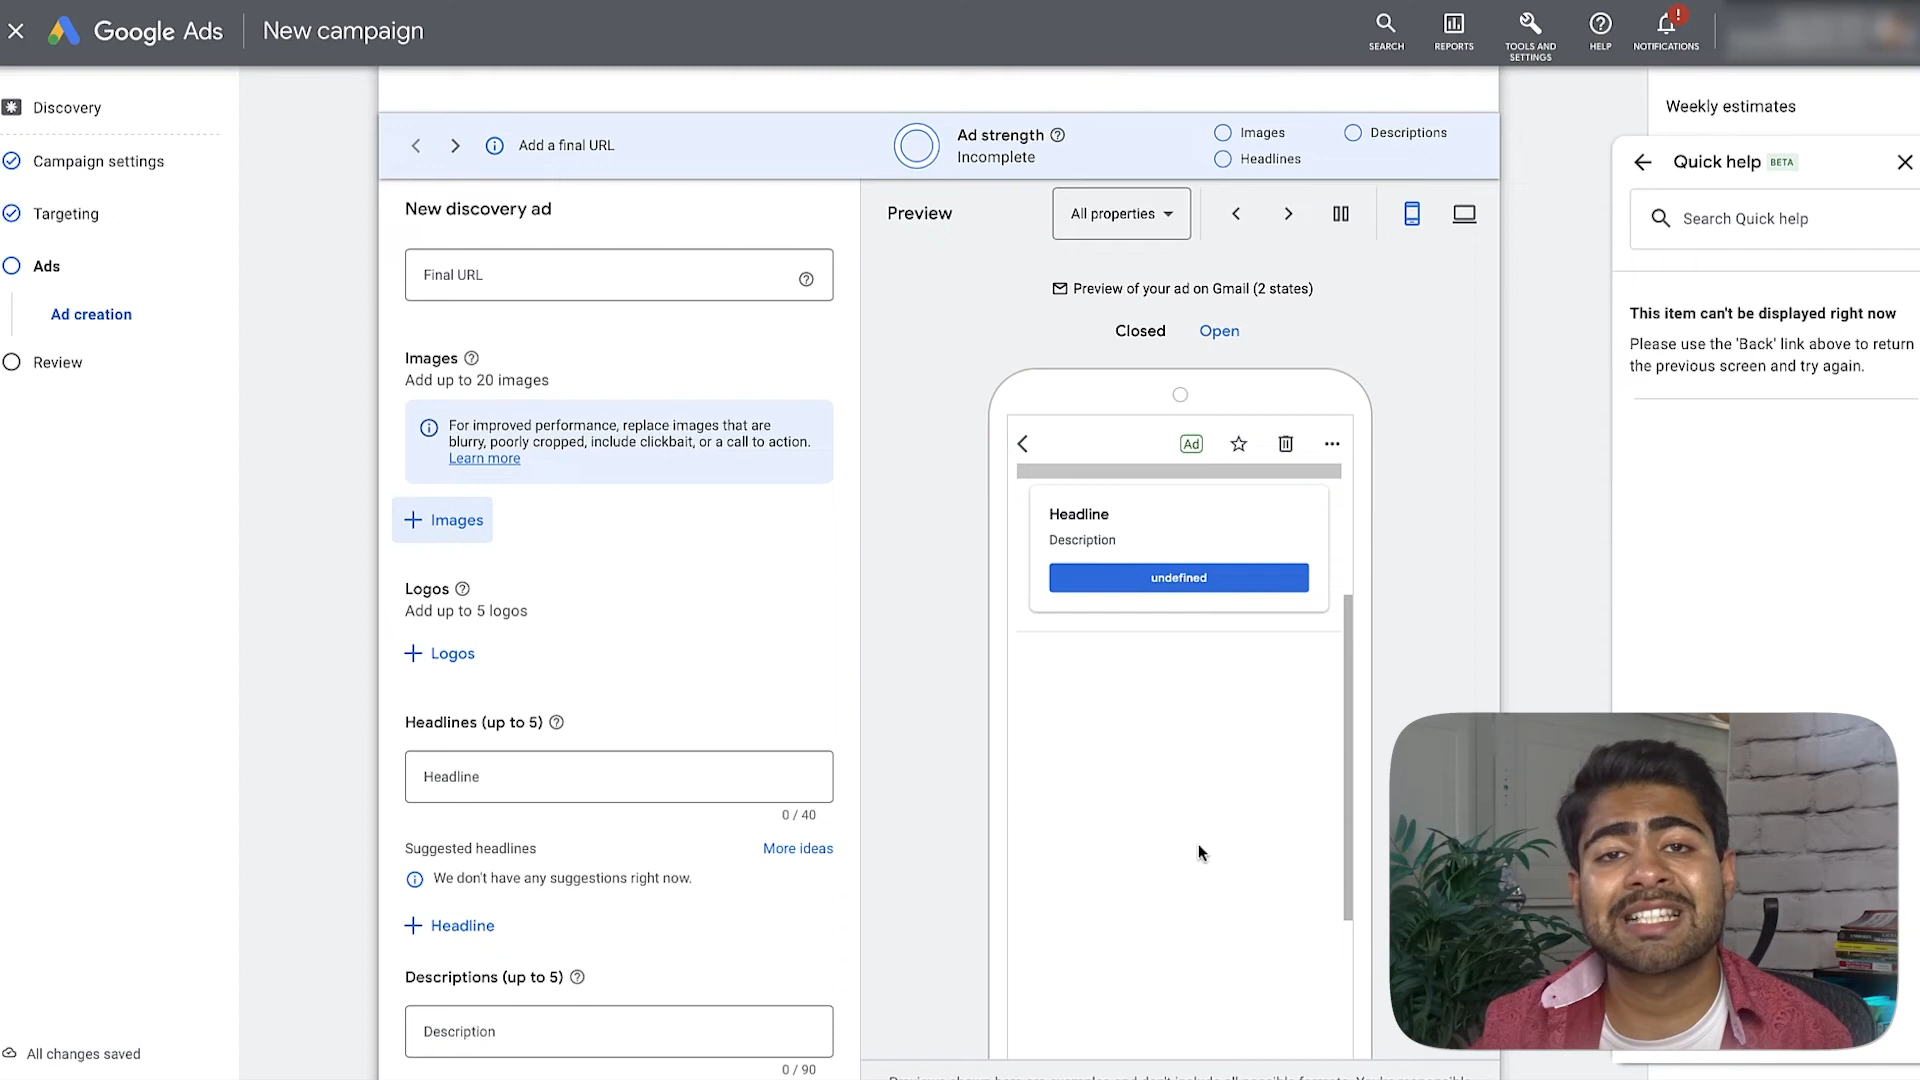 Google Ads
New campaign
SEARCH
REPORTS
TOOLS AND
SETTINGS
HELP
!
NOTIFICATIONS
Discovery
Campaign settings
Targeting
Ads
Ad creation
Review
All changes saved
Add a final URL
Ad strength
Incomplete
Images
Headlines
Descriptions
New discovery ad
Final URL
Images
Add up to 20 images
For improved performance, replace images that are
blurry, poorly cropped, include clickbait, or a call to action.
Learn more
Images
Logos
Add up to 5 logos
Logos
Headlines (up to 5)
Headline
0 / 40
Suggested headlines
More ideas
We don't have any suggestions right now.
Headline
Descriptions (up to 5)
Description
0 / 90
Preview
All properties
Preview of your ad on Gmail (2 states)
Closed
Open
Ad
Headline
Description
undefined
Weekly estimates
Quick help BETA
Search Quick help
This item can't be displayed right now
Please use the 'Back' link above to return
the previous screen and try again.